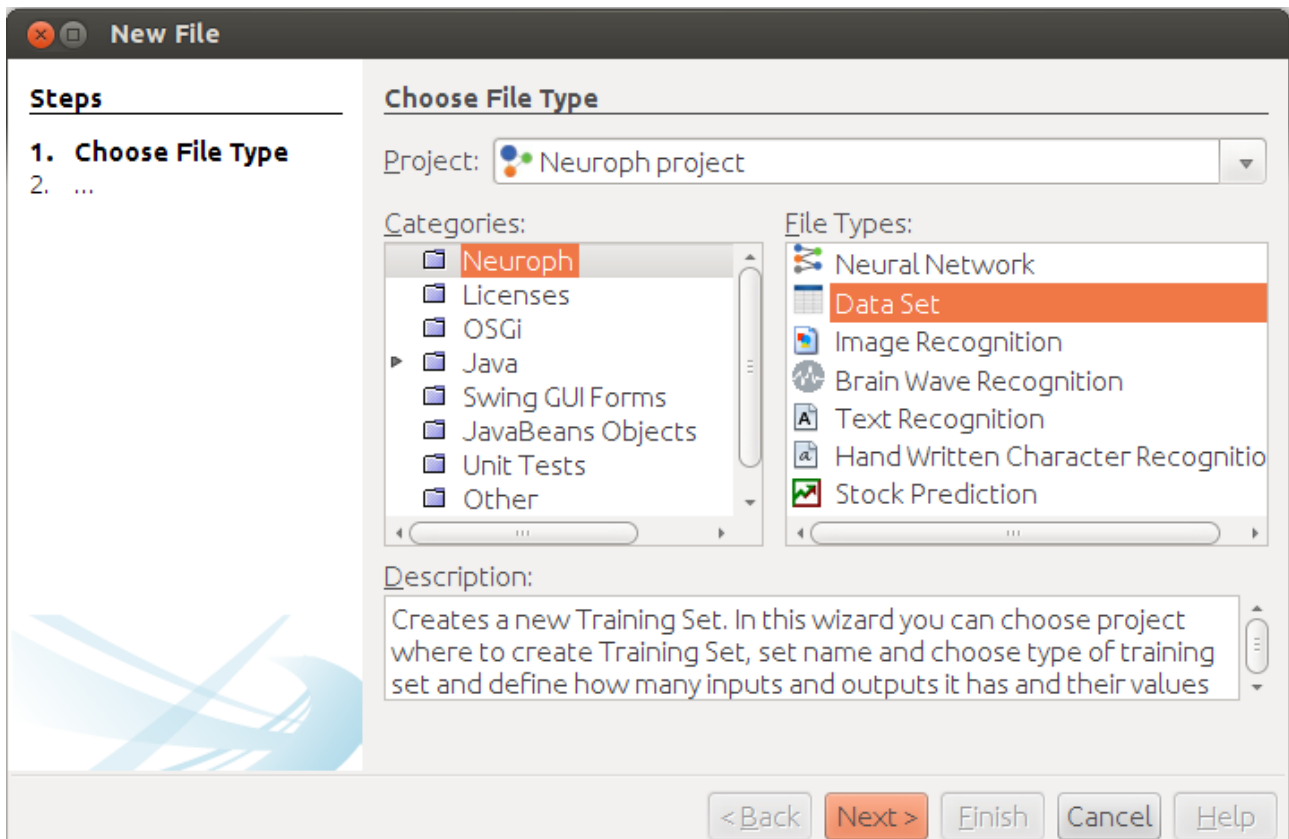 New File
Steps
1. Choose File Type
2. ...
Choose File Type
Project: Neuroph project
Categories:
Neuroph
Licenses
OSGi
Java
Swing GUI Forms
JavaBeans Objects
Unit Tests
Other
File Types:
Neural Network
Data Set
Image Recognition
Brain Wave Recognition
Text Recognition
Hand Written Character Recognitio
Stock Prediction
Description:
Creates a new Training Set. In this wizard you can choose project
where to create Training Set, set name and choose type of training
set and define how many inputs and outputs it has and their values
< Back Next > Finish Cancel Help